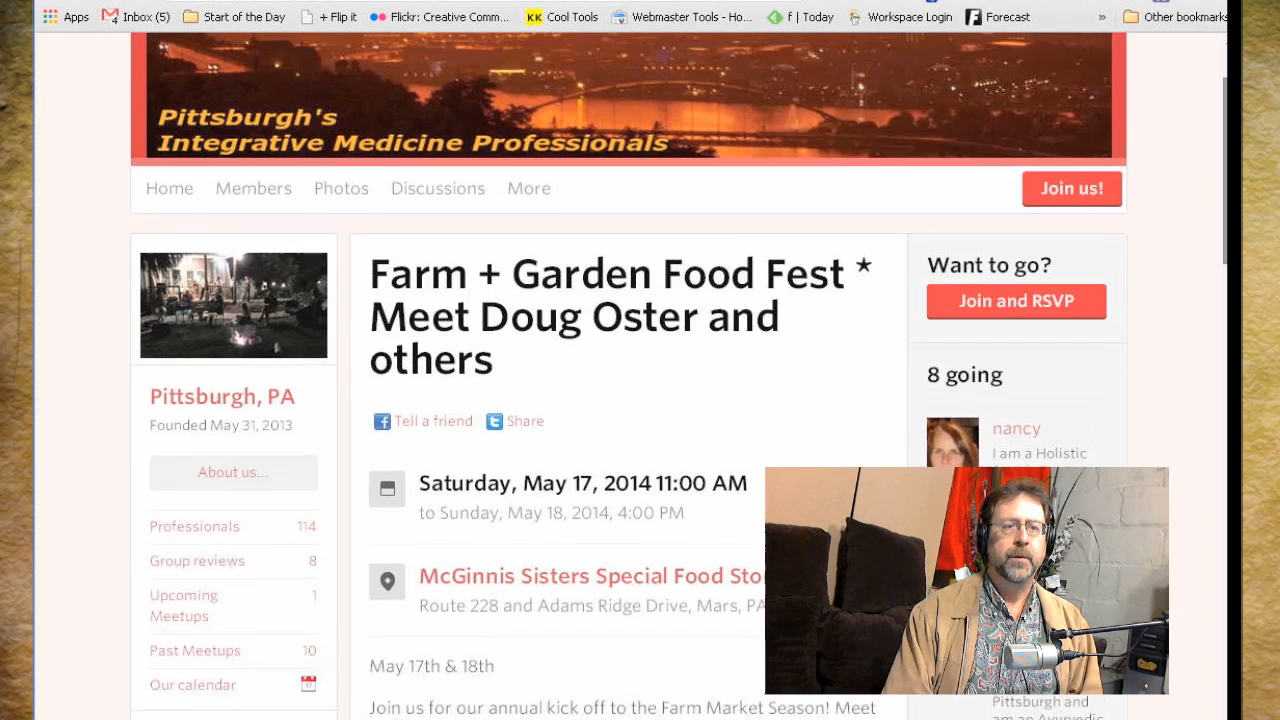 Apps Inbox (5) Start of the Day + Flip it Flickr: Creative Comm... KK Cool Tools Webmaster Tools - Ho... f | Today Workspace Login Forecast » Other bookmarks
Pittsburgh's
Integrative Medicine Professionals
Home Members Photos Discussions More Join us!
Farm + Garden Food Fest *
Meet Doug Oster and
others
Tell a friend Share
Saturday, May 17, 2014 11:00 AM
to Sunday, May 18, 2014, 4:00 PM
McGinnis Sisters Special Food
Route 228 and Adams Ridge Drive, Mars, PA
May 17th & 18th
Join us for our annual kick off to the Farm Market Season! Meet
Pittsburgh, PA
Founded May 31, 2013
About us...
Professionals 114
Group reviews 8
Upcoming
Meetups 1
Past Meetups 10
Our calendar
Want to go?
Join and RSVP
8 going
nancy
I am a Holistic
Pittsburgh and
am an Ayurvedic